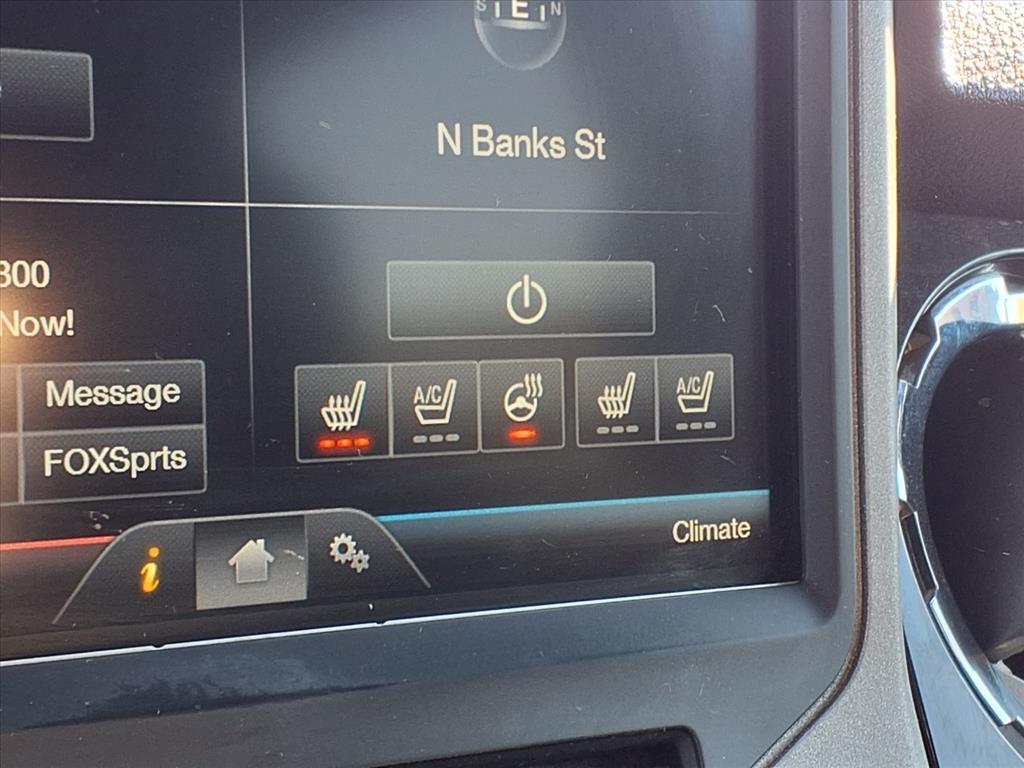 S E N
N Banks St
300
Now!
Message
FOXSprts
A/C
A/C
Climate
i